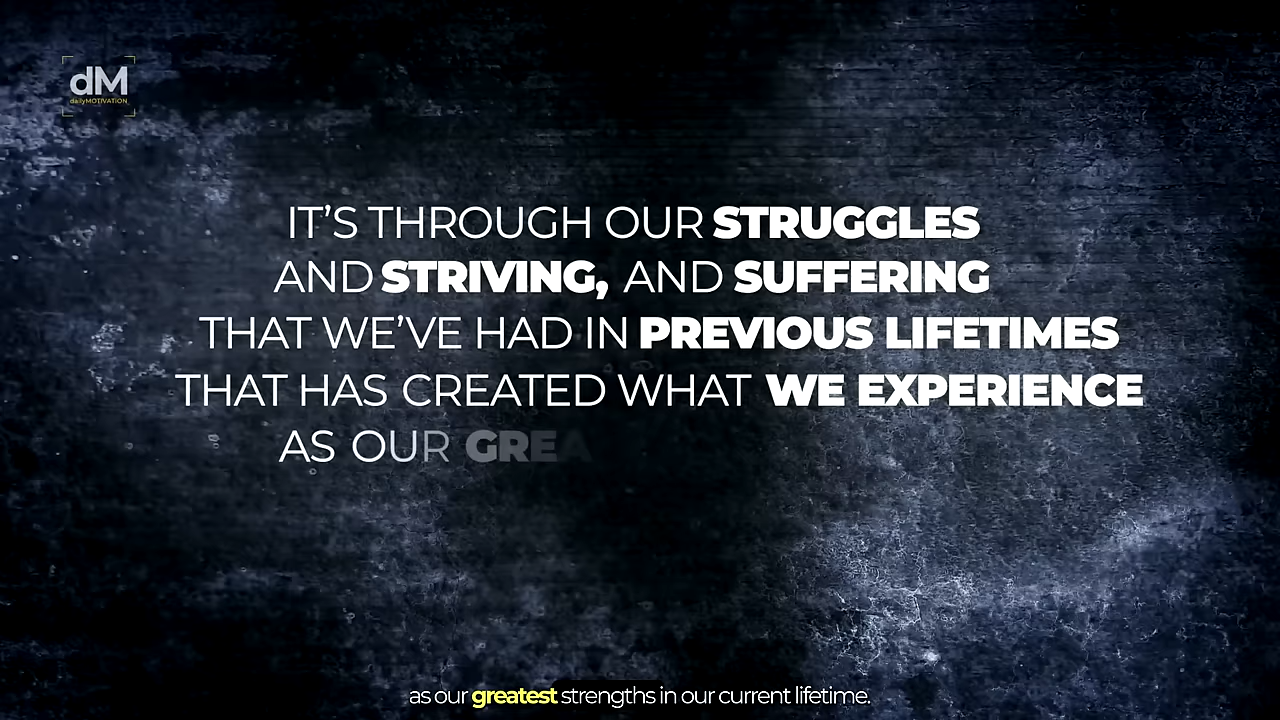 dM
dailyMOTIVATION
IT'S THROUGH OUR STRUGGLES
AND STRIVING, AND SUFFERING
THAT WE'VE HAD IN PREVIOUS LIFETIMES
THAT HAS CREATED WHAT WE EXPERIENCE
AS OUR GREA
as our greatest strengths in our current lifetime.